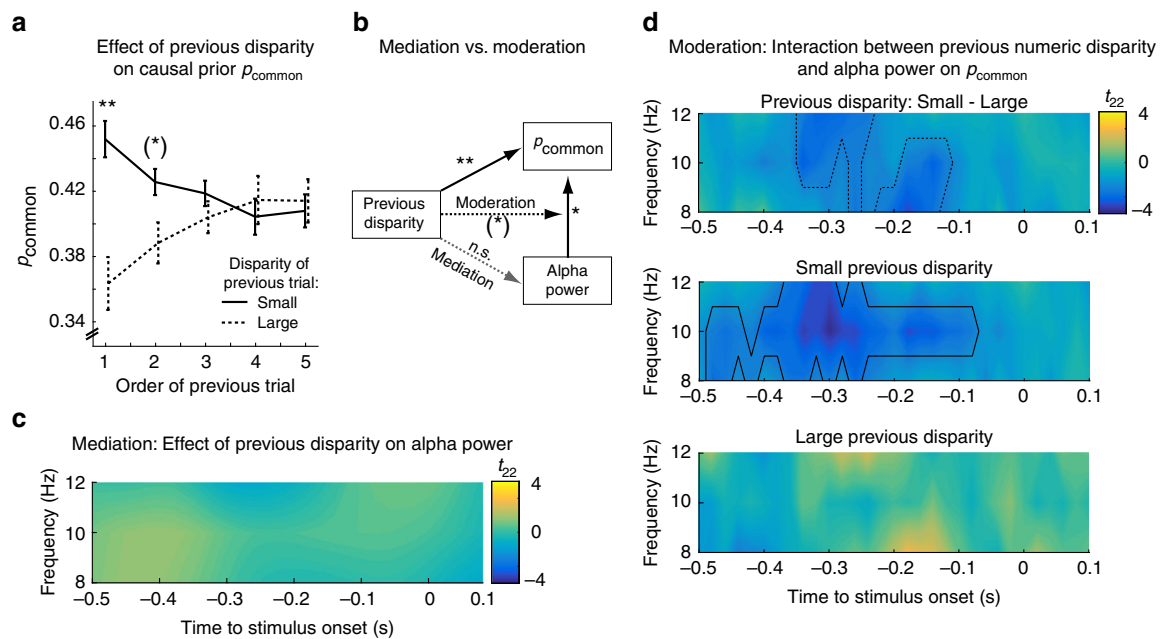 a
Effect of previous disparity
on causal prior pcommon
**
(*)
0.46
0.42
0.38
0.34
pcommon
Disparity of
previous trial:
Small
Large
1 2 3 4 5
Order of previous trial
b
Mediation vs. moderation
pcommon
**
Previous
disparity
Moderation
(*)
*
n.s.
Mediation
Alpha
power
c
Mediation: Effect of previous disparity on alpha power
Frequency (Hz)
12
10
8
−0.5 −0.4 −0.3 −0.2 −0.1 0 0.1
Time to stimulus onset (s)
t22
4
0
−4
d
Moderation: Interaction between previous numeric disparity
and alpha power on pcommon
Previous disparity: Small - Large
t22
4
0
−4
Frequency (Hz)
12
10
8
−0.5 −0.4 −0.3 −0.2 −0.1 0 0.1
Small previous disparity
Frequency (Hz)
12
10
8
−0.5 −0.4 −0.3 −0.2 −0.1 0 0.1
Large previous disparity
Frequency (Hz)
12
10
8
−0.5 −0.4 −0.3 −0.2 −0.1 0 0.1
Time to stimulus onset (s)